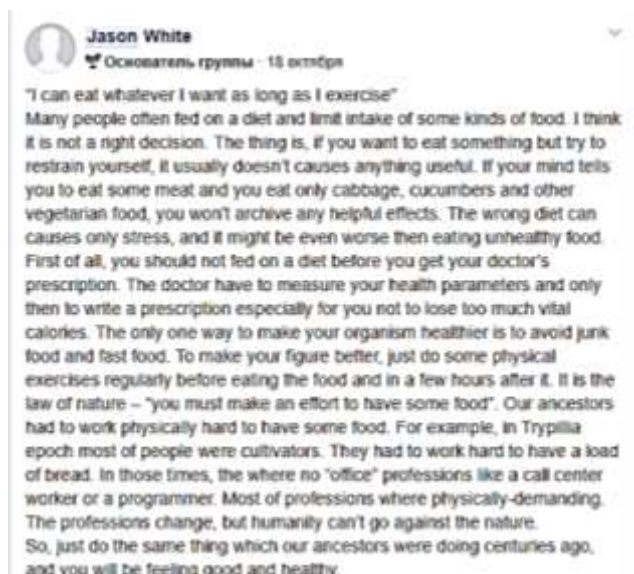 Jason White
Основатель группы · 18 октября
"I can eat whatever I want as long as I exercise"
Many people often fed on a diet and limit intake of some kinds of food. I think
it is not a right decision. The thing is, if you want to eat something but try to
restrain yourself, it usually doesn't causes anything useful. If your mind tells
you to eat some meat and you eat only cabbage, cucumbers and other
vegetarian food, you won't archive any helpful effects. The wrong diet can
causes only stress, and it might be even worse then eating unhealthy food.
First of all, you should not fed on a diet before you get your doctor's
prescription. The doctor have to measure your health parameters and only
then to write a prescription especially for you not to lose too much vital
calories. The only one way to make your organism healthier is to avoid junk
food and fast food. To make your figure better, just do some physical
exercises regularly before eating the food and in a few hours after it. It is the
law of nature – "you must make an effort to have some food". Our ancestors
had to work physically hard to have some food. For example, in Trypillia
epoch most of people were cultivators. They had to work hard to have a load
of bread. In those times, the where no "office" professions like a call center
worker or a programmer. Most of professions where physically-demanding.
The professions change, but humanity can't go against the nature.
So, just do the same thing which our ancestors were doing centuries ago,
and you will be feeling good and healthy.